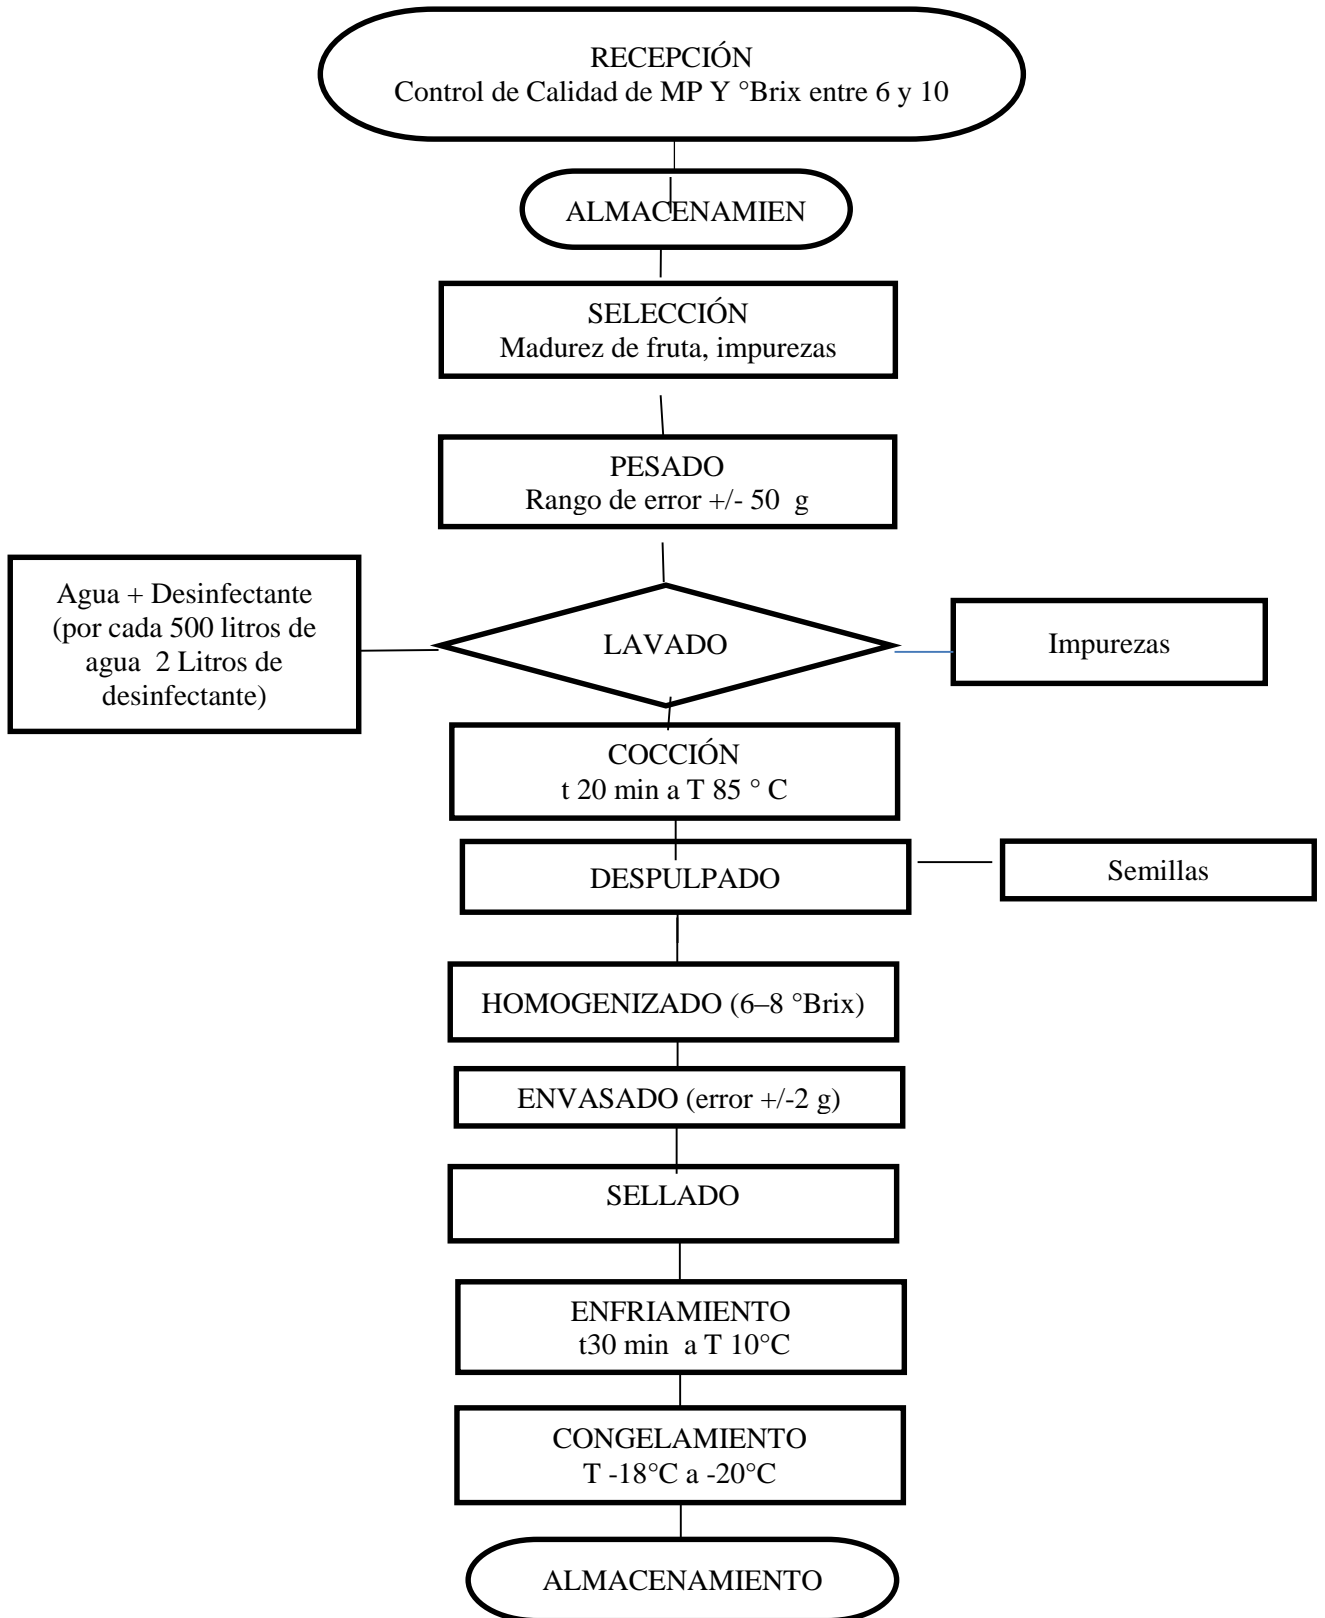 RECEPCIÓN
Control de Calidad de MP Y °Brix entre 6 y 10
ALMACENAMIEN
SELECCIÓN
Madurez de fruta, impurezas
PESADO
Rango de error +/- 50 g
Agua + Desinfectante
(por cada 500 litros de
agua 2 Litros de
desinfectante)
LAVADO
Impurezas
COCCIÓN
t 20 min a T 85 ° C
DESPULPADO
Semillas
HOMOGENIZADO (6–8 °Brix)
ENVASADO (error +/-2 g)
SELLADO
ENFRIAMIENTO
t30 min a T 10°C
CONGELAMIENTO
T -18°C a -20°C
ALMACENAMIENTO